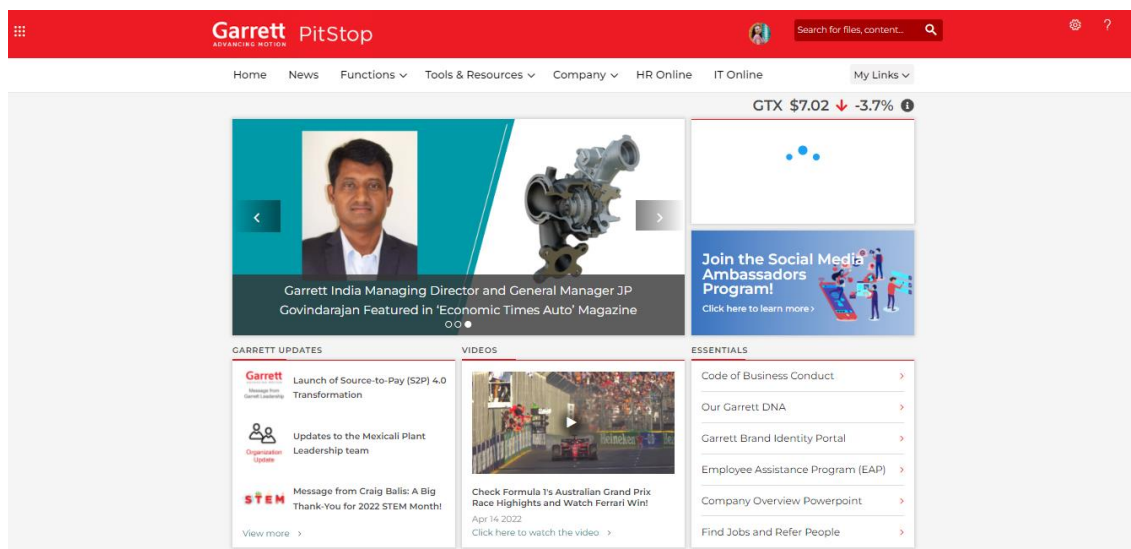 Garrett PitStop
ADVANCING MOTION
Search for files, content...
?
Home News Functions Tools & Resources Company HR Online IT Online My Links
GTX $7.02 ↓ -3.7%
Garrett India Managing Director and General Manager JP
Govindarajan Featured in 'Economic Times Auto' Magazine
Join the Social Media
Ambassadors
Program!
Click here to learn more >
GARRETT UPDATES
Garrett
Message from
Garrett Leadership
Launch of Source-to-Pay (S2P) 4.0
Transformation
Organization
Update
Updates to the Mexicali Plant
Leadership team
STEM
Message from Craig Balis: A Big
Thank-You for 2022 STEM Month!
View more >
VIDEOS
Heineken
Check Formula 1's Australian Grand Prix
Race Highights and Watch Ferrari Win!
Apr 14 2022
Click here to watch the video >
ESSENTIALS
Code of Business Conduct >
Our Garrett DNA >
Garrett Brand Identity Portal >
Employee Assistance Program (EAP) >
Company Overview Powerpoint >
Find Jobs and Refer People >